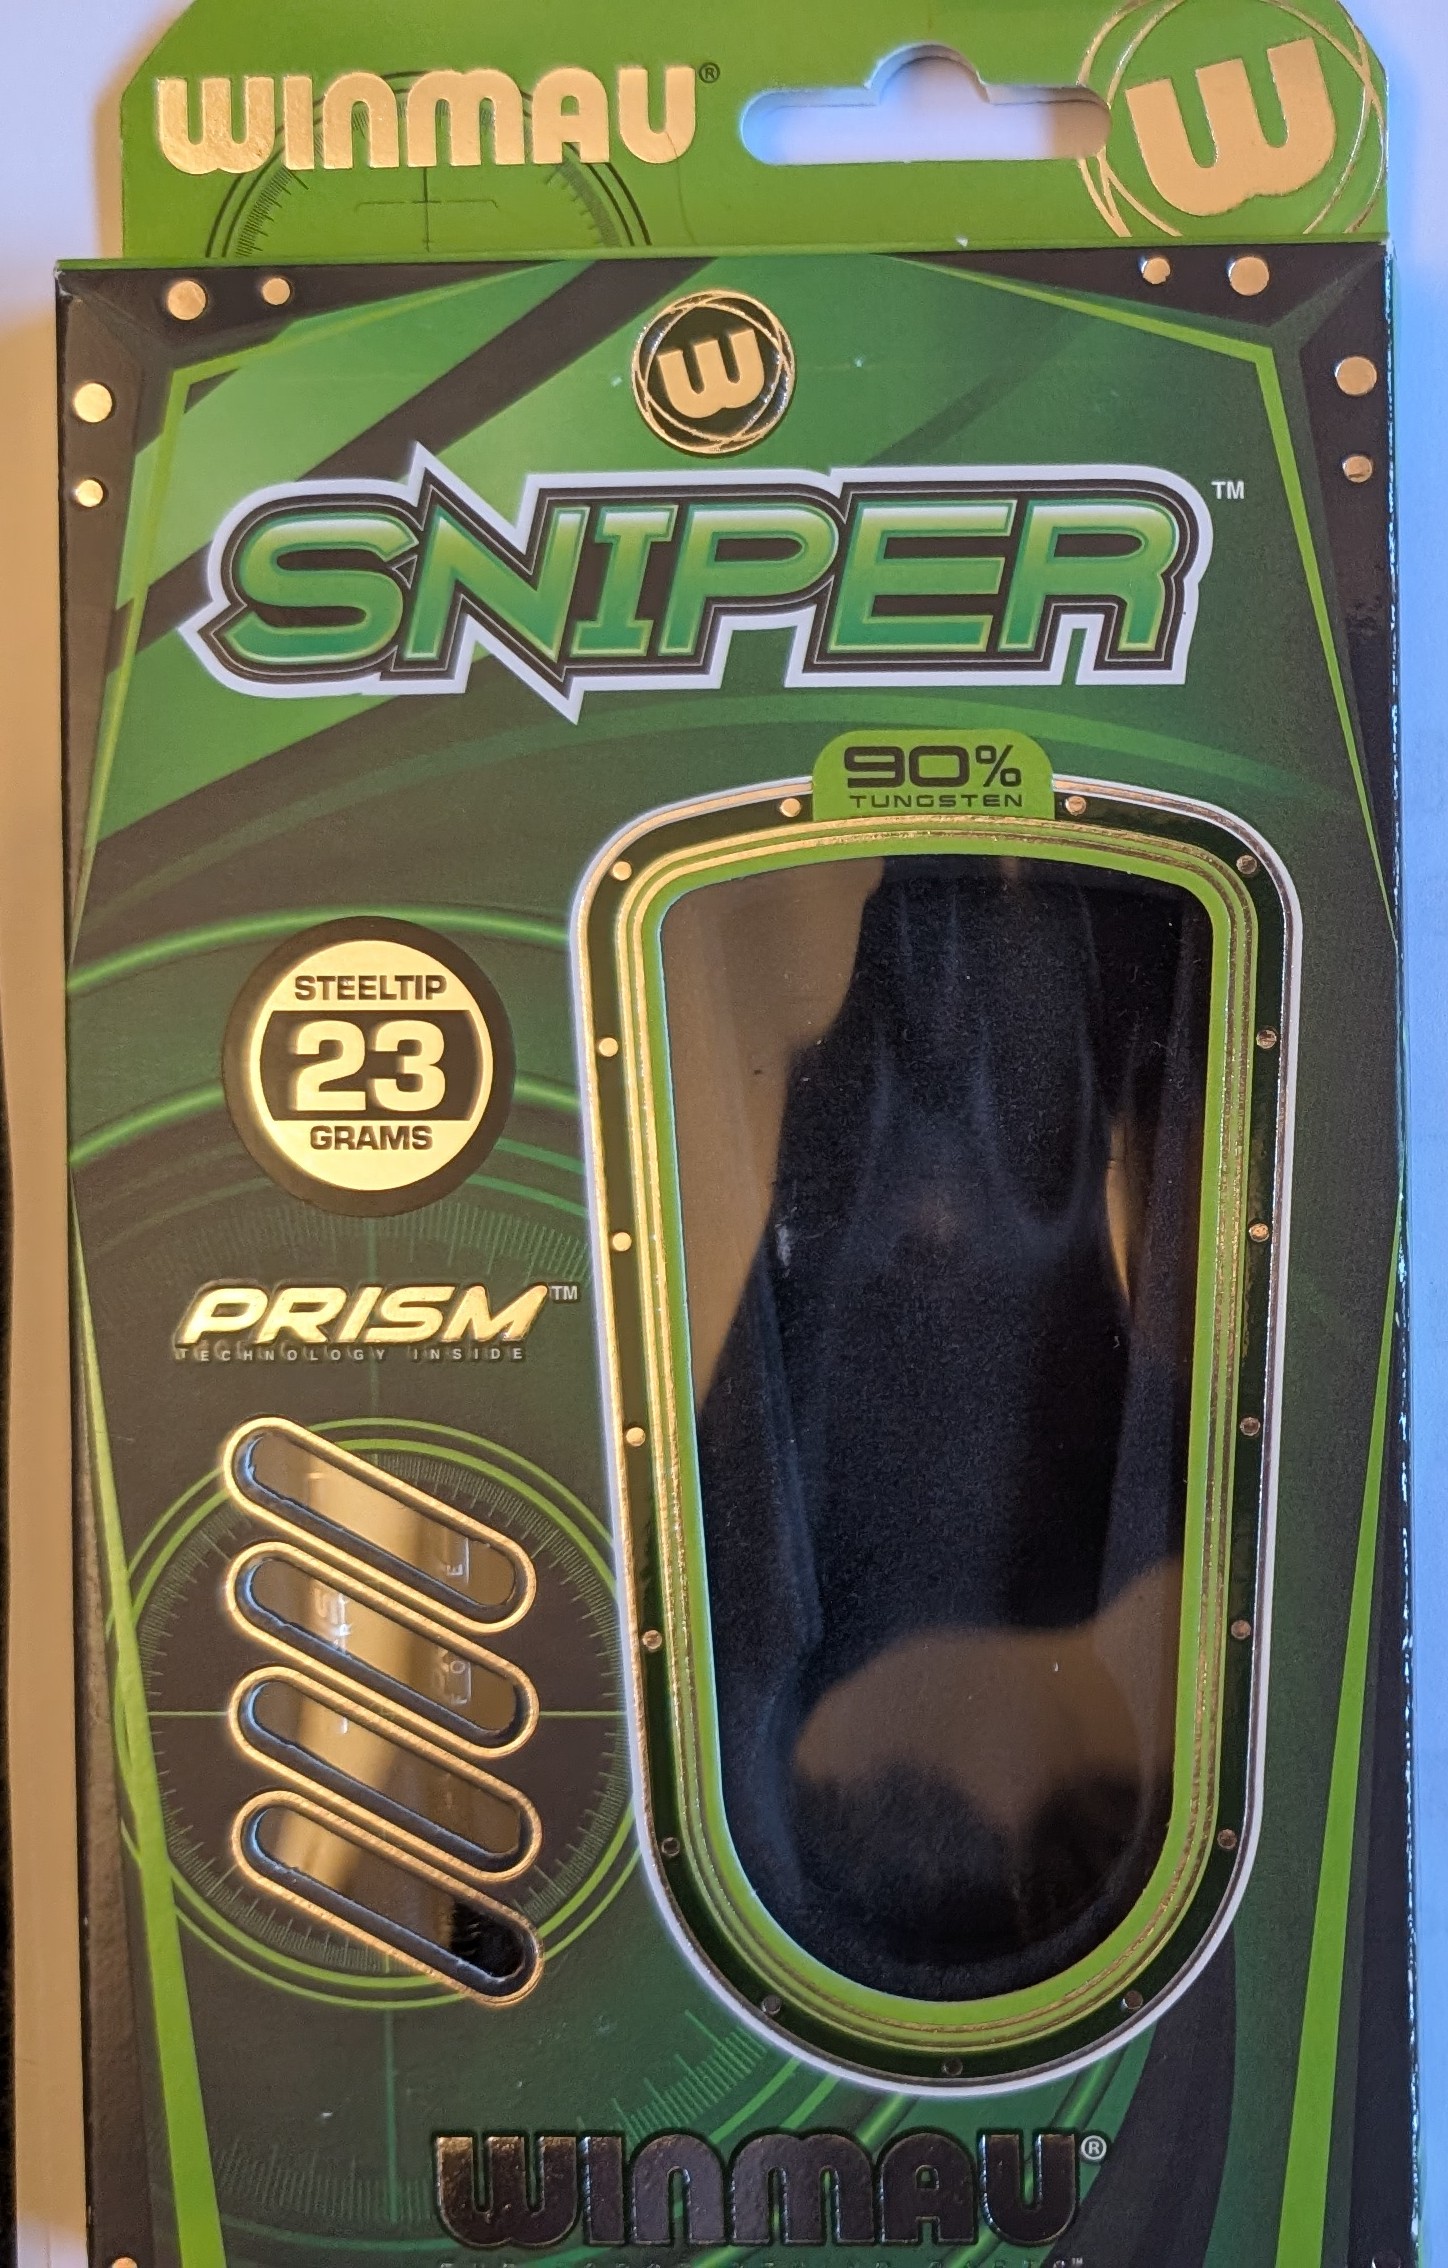 WINMAU®
W
W
SNIPER™
90%
TUNGSTEN
STEELTIP
23
GRAMS
PRISM™
TECHNOLOGY INSIDE
WINMAU®